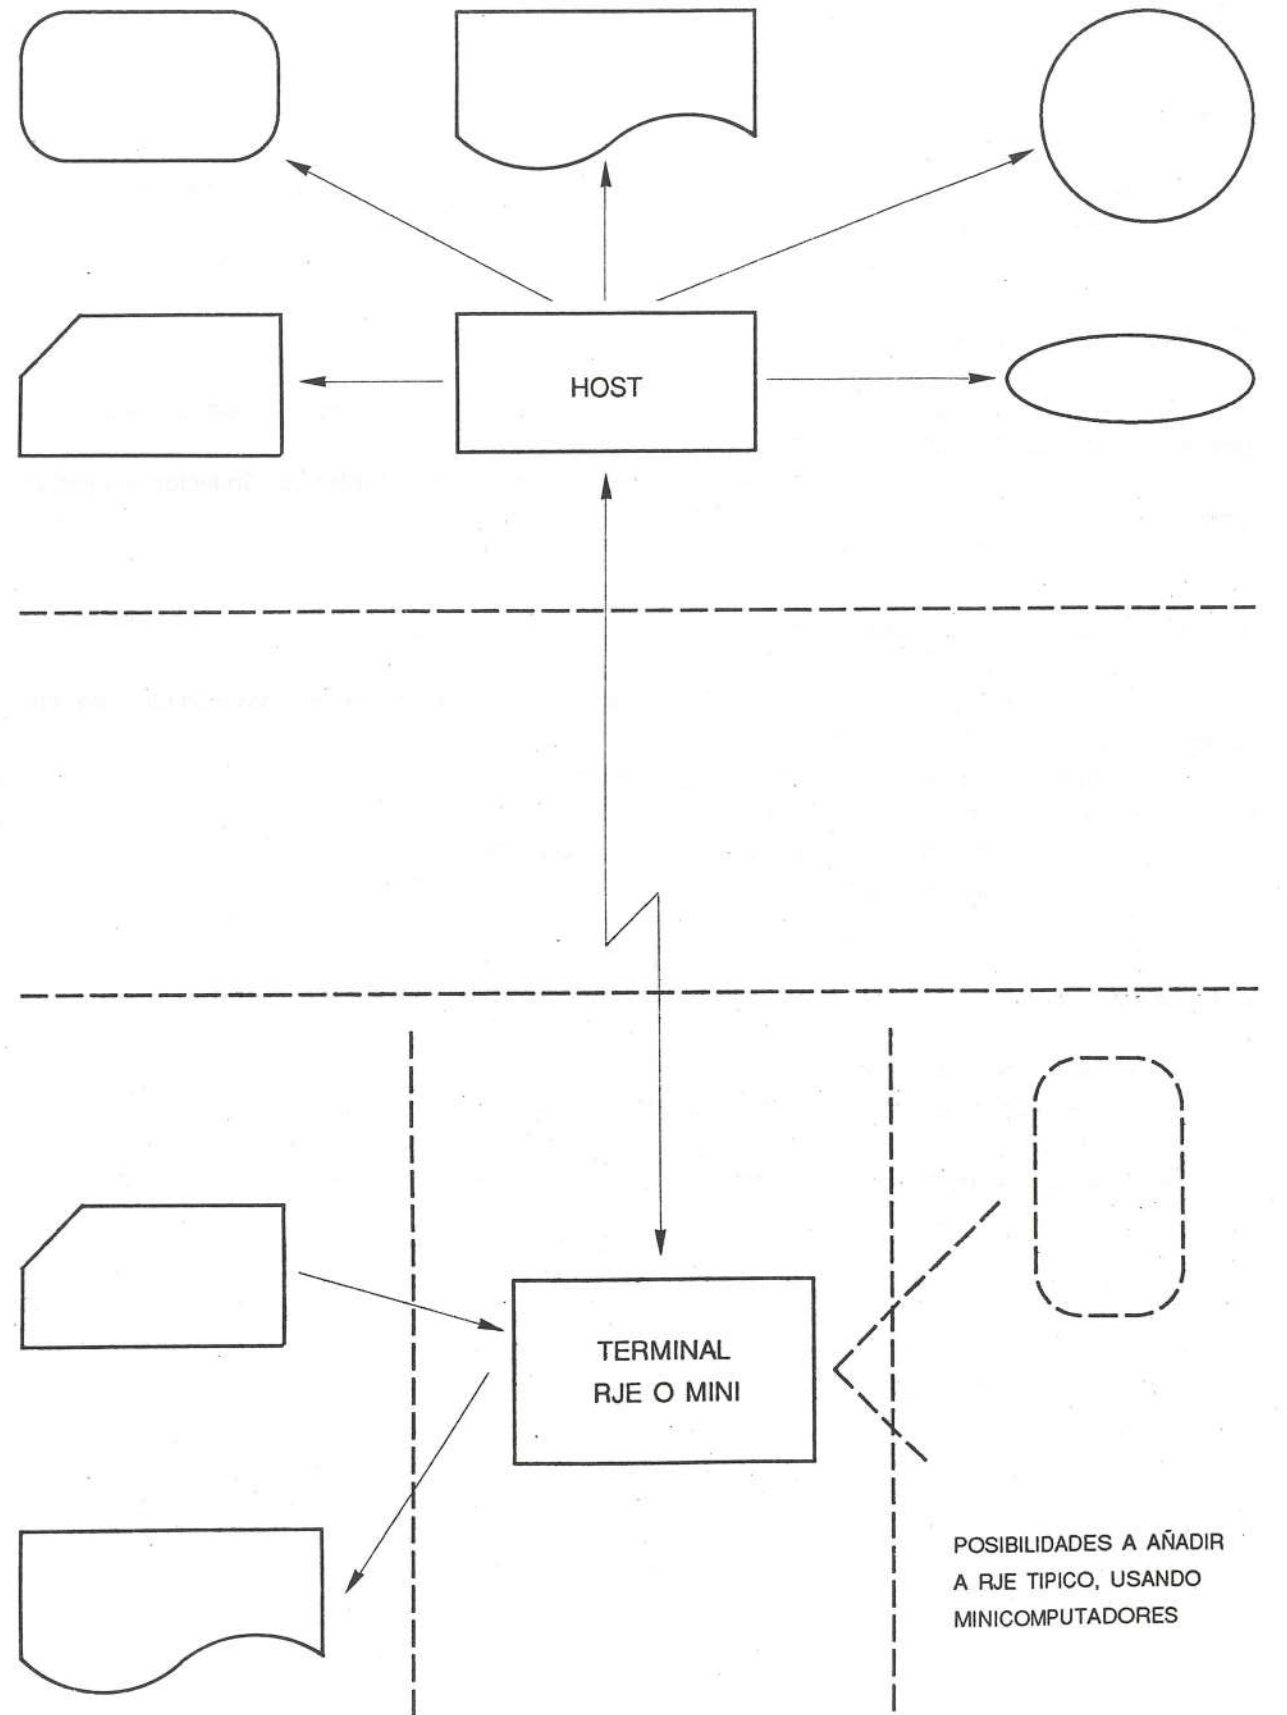 HOST
TERMINAL
RJE O MINI
POSIBILIDADES A AÑADIR
A RJE TIPICO, USANDO
MINICOMPUTADORES